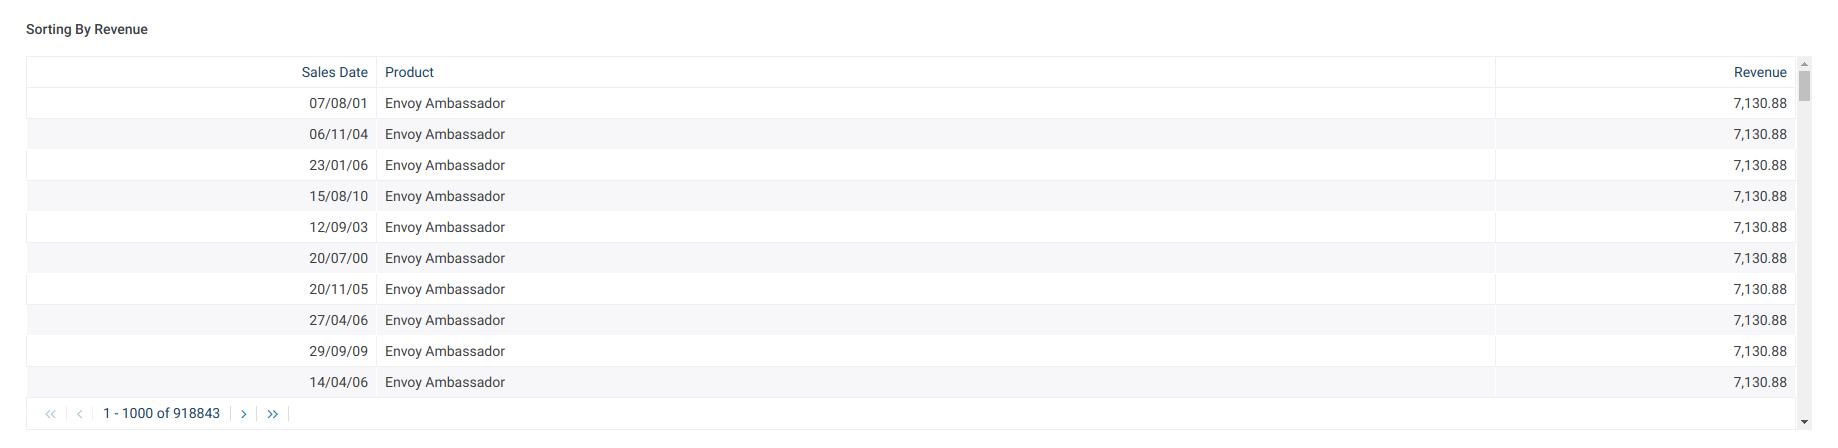 Sorting By Revenue
Sales Date Product Revenue
07/08/01 Envoy Ambassador 7,130.88
06/11/04 Envoy Ambassador 7,130.88
23/01/06 Envoy Ambassador 7,130.88
15/08/10 Envoy Ambassador 7,130.88
12/09/03 Envoy Ambassador 7,130.88
20/07/00 Envoy Ambassador 7,130.88
20/11/05 Envoy Ambassador 7,130.88
27/04/06 Envoy Ambassador 7,130.88
29/09/09 Envoy Ambassador 7,130.88
14/04/06 Envoy Ambassador 7,130.88
1 - 1000 of 918843